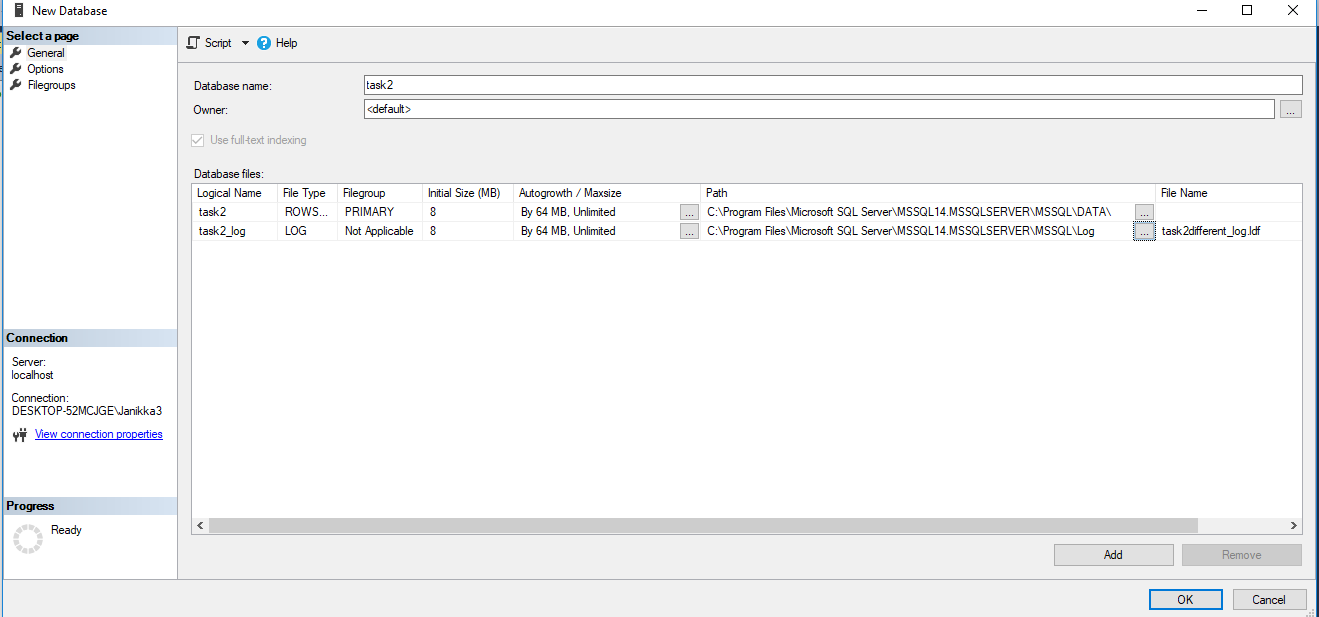 New Database
Select a page
General
Options
Filegroups
Script Help
Database name: task2
Owner: <default> ...
Use full-text indexing
Database files:
Logical Name File Type Filegroup Initial Size (MB) Autogrowth / Maxsize Path File Name
task2 ROWS... PRIMARY 8 By 64 MB, Unlimited ... C:\Program Files\Microsoft SQL Server\MSSQL14.MSSQLSERVER\MSSQL\DATA\ ...
task2_log LOG Not Applicable 8 By 64 MB, Unlimited ... C:\Program Files\Microsoft SQL Server\MSSQL14.MSSQLSERVER\MSSQL\Log ... task2different_log.ldf
Connection
Server:
localhost
Connection:
DESKTOP-52MCJGE\Janikka3
View connection properties
Progress
Ready
Add Remove
OK Cancel